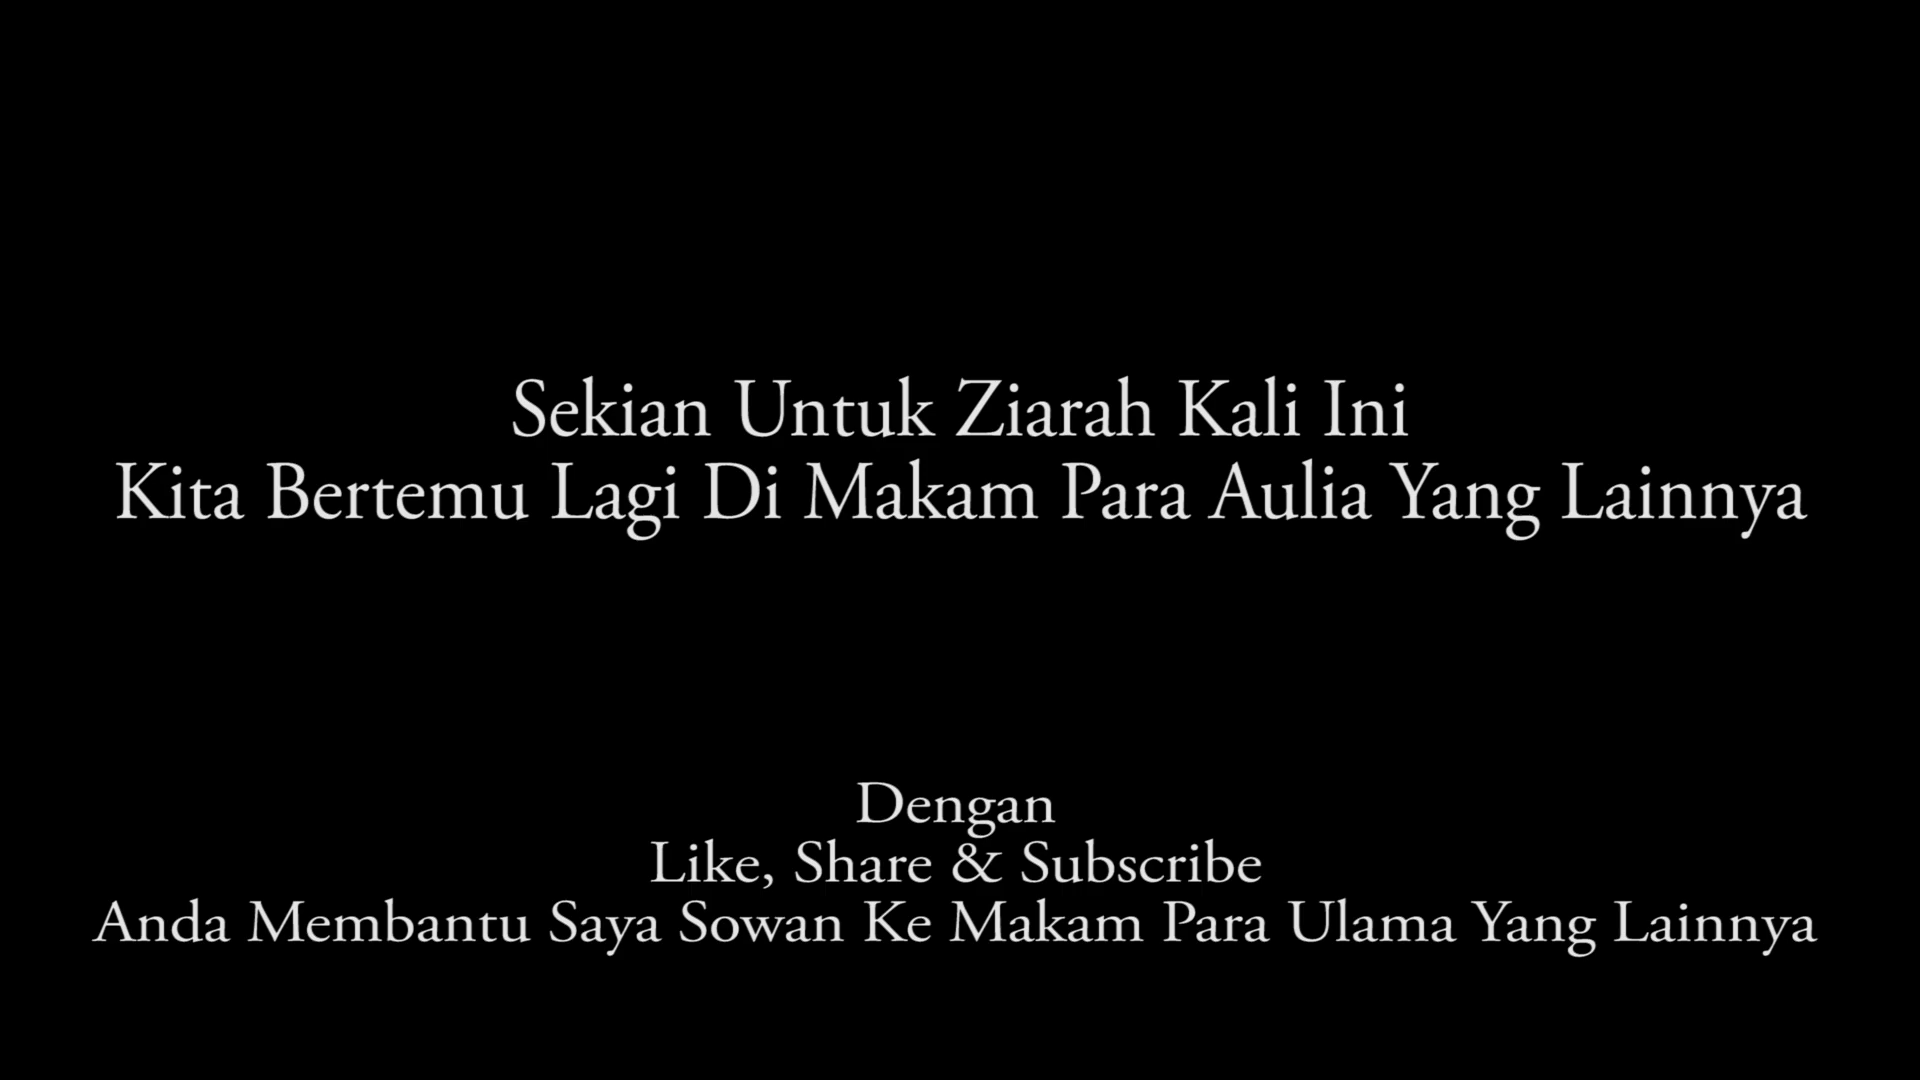 Sekian Untuk Ziarah Kali Ini
Kita Bertemu Lagi Di Makam Para Aulia Yang Lainnya
Dengan
Like, Share & Subscribe
Anda Membantu Saya Sowan Ke Makam Para Ulama Yang Lainnya